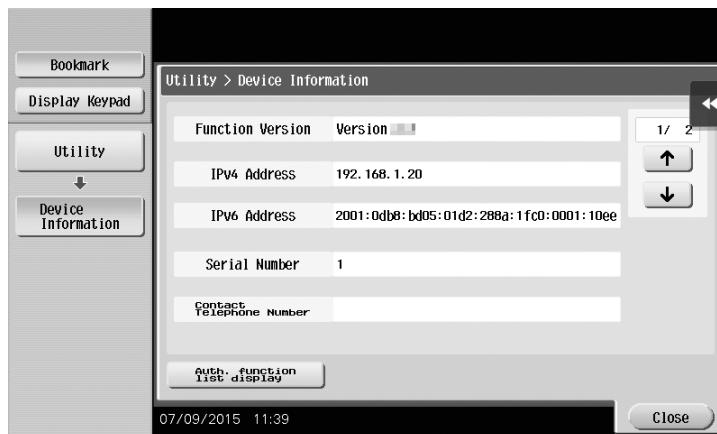 Bookmark
Display Keypad
Utility
Device
Information
Utility > Device Information
Function Version Version
IPv4 Address 192.168.1.20
IPv6 Address 2001:0db8:bd05:01d2:288a:1fc0:0001:10ee
Serial Number 1
Contact
Telephone Number
1/ 2
Auth. function
list display
07/09/2015 11:39
Close